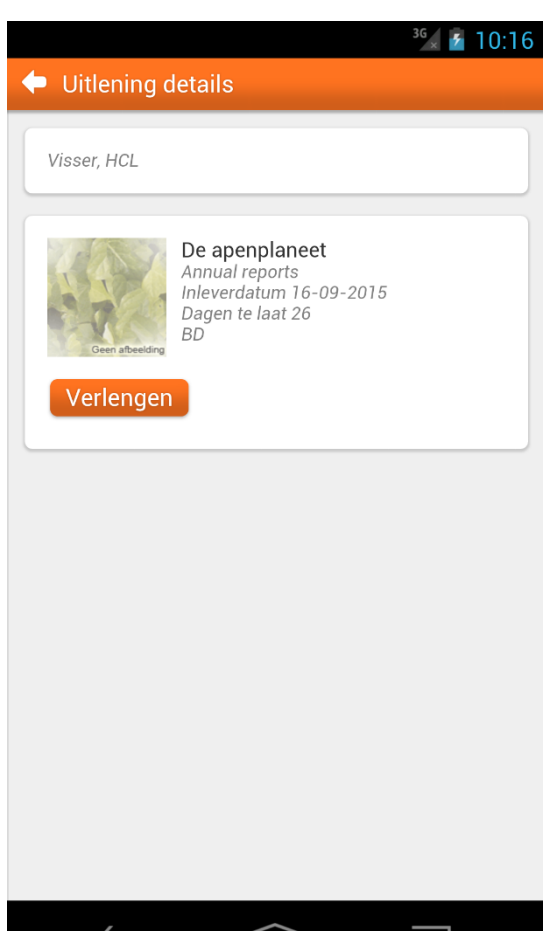 3G 10:16
Uitlening details
Visser, HCL
De apenplaneet
Annual reports
Inleverdatum 16-09-2015
Dagen te laat 26
BD
Geen afbeelding
Verlengen